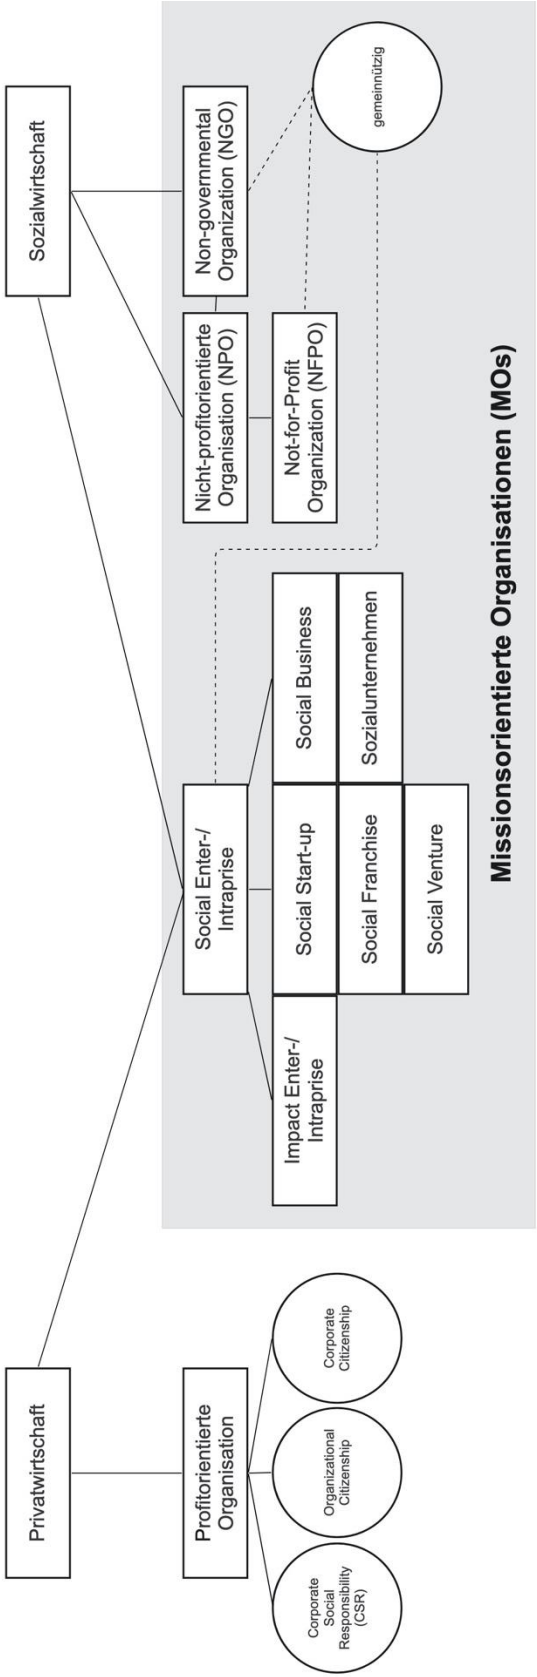 Privatwirtschaft
Sozialwirtschaft
Profitorientierte
Organisation
Social Enter-/
Intraprise
Nicht-profitorientierte
Organisation (NPO)
Non-governmental
Organization (NGO)
Corporate
Social
Responsibility
(CSR)
Organizational
Citizenship
Corporate
Citizenship
Impact Enter-/
Intraprise
Social Start-up
Social Business
Not-for-Profit
Organization (NFPO)
gemeinnützig
Social Franchise
Sozialunternehmen
Social Venture
Missionsorientierte Organisationen (MOs)